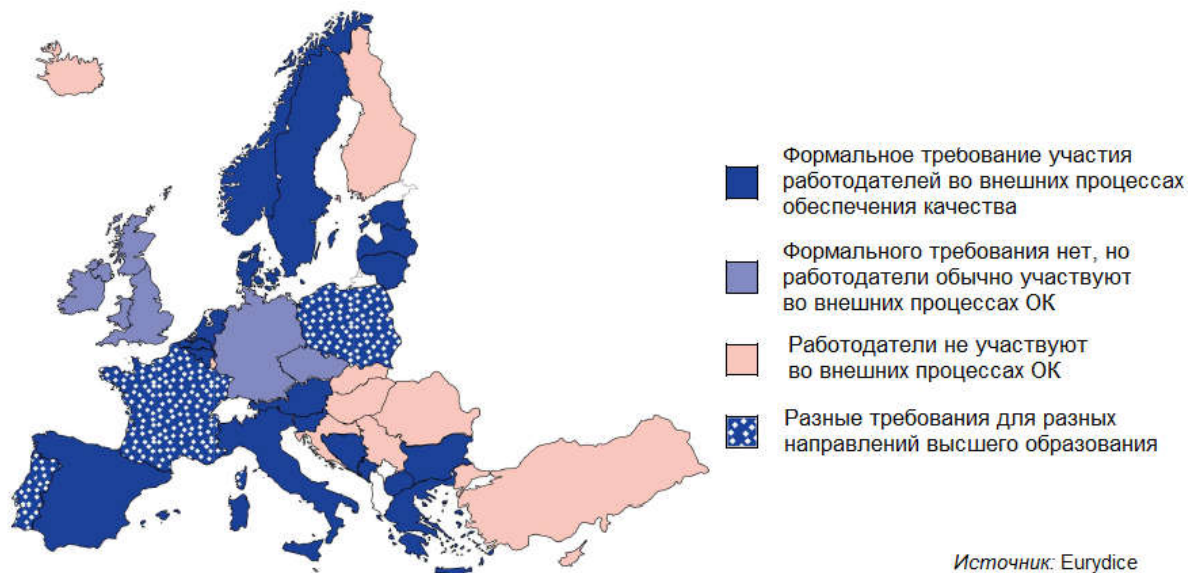 Формальное требование участия
работодателей во внешних процессах
обеспечения качества
Формального требования нет, но
работодатели обычно участвуют
во внешних процессах ОК
Работодатели не участвуют
во внешних процессах ОК
Разные требования для разных
направлений высшего образования
Источник: Eurydice